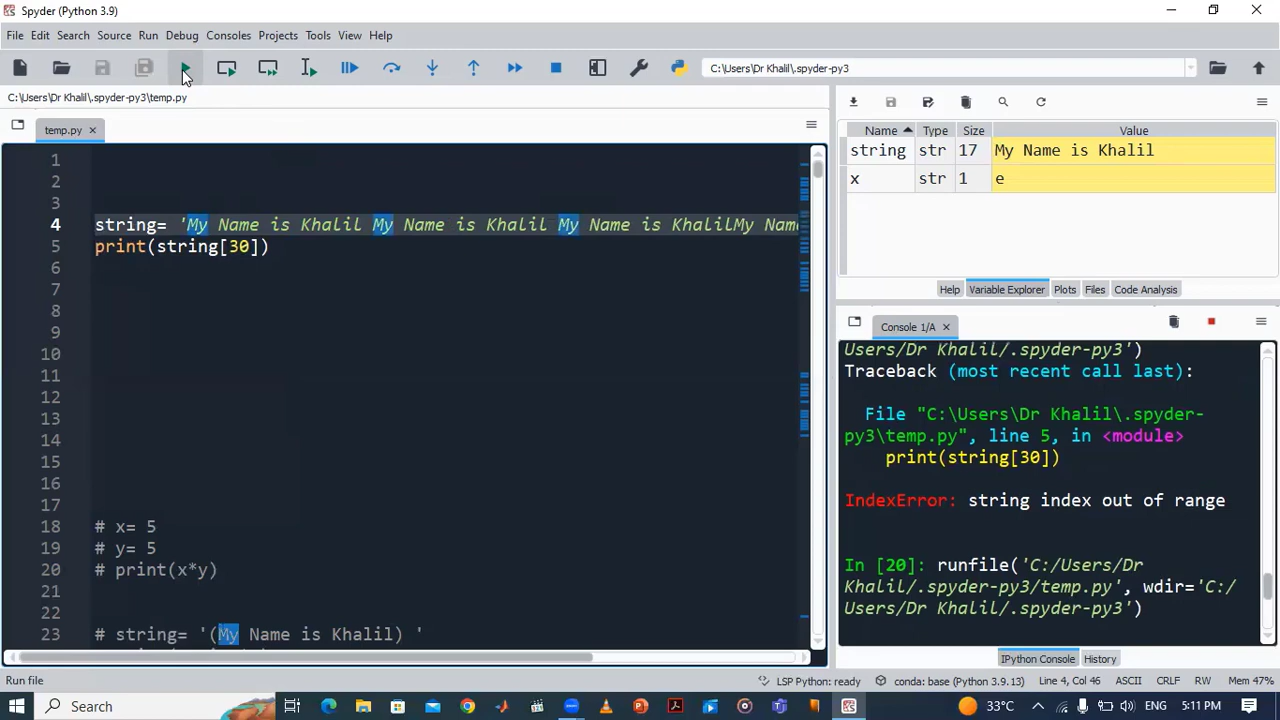 Spyder (Python 3.9)
File Edit Search Source Run Debug Consoles Projects Tools View Help
C:\Users\Dr Khalil\.spyder-py3
C:\Users\Dr Khalil\.spyder-py3\temp.py
temp.py
1
2
3
4 string= 'My Name is Khalil My Name is Khalil My Name is KhalilMy Name
5 print(string[30])
6
7
8
9
10
11
12
13
14
15
16
17
18 # x= 5
19 # y= 5
20 # print(x*y)
21
22
23 # string= '(My Name is Khalil) '
Name Type Size Value
string str 17 My Name is Khalil
x str 1 e
Help Variable Explorer Plots Files Code Analysis
Console 1/A
Users/Dr Khalil/.spyder-py3')
Traceback (most recent call last):
File "C:\Users\Dr Khalil\.spyder-
py3\temp.py", line 5, in <module>
print(string[30])
IndexError: string index out of range
In [20]: runfile('C:/Users/Dr
Khalil/.spyder-py3/temp.py', wdir='C:/
Users/Dr Khalil/.spyder-py3')
IPython Console History
Run file
LSP Python: ready conda: base (Python 3.9.13) Line 4, Col 46 ASCII CRLF RW Mem 47%
Search
33°C ENG 5:11 PM